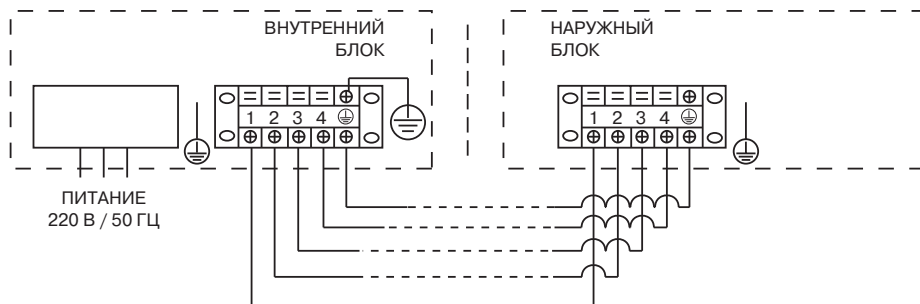 ВНУТРЕННИЙ
БЛОК
НАРУЖНЫЙ
БЛОК
1 2 3 4
1 2 3 4
ПИТАНИЕ
220 В / 50 ГЦ